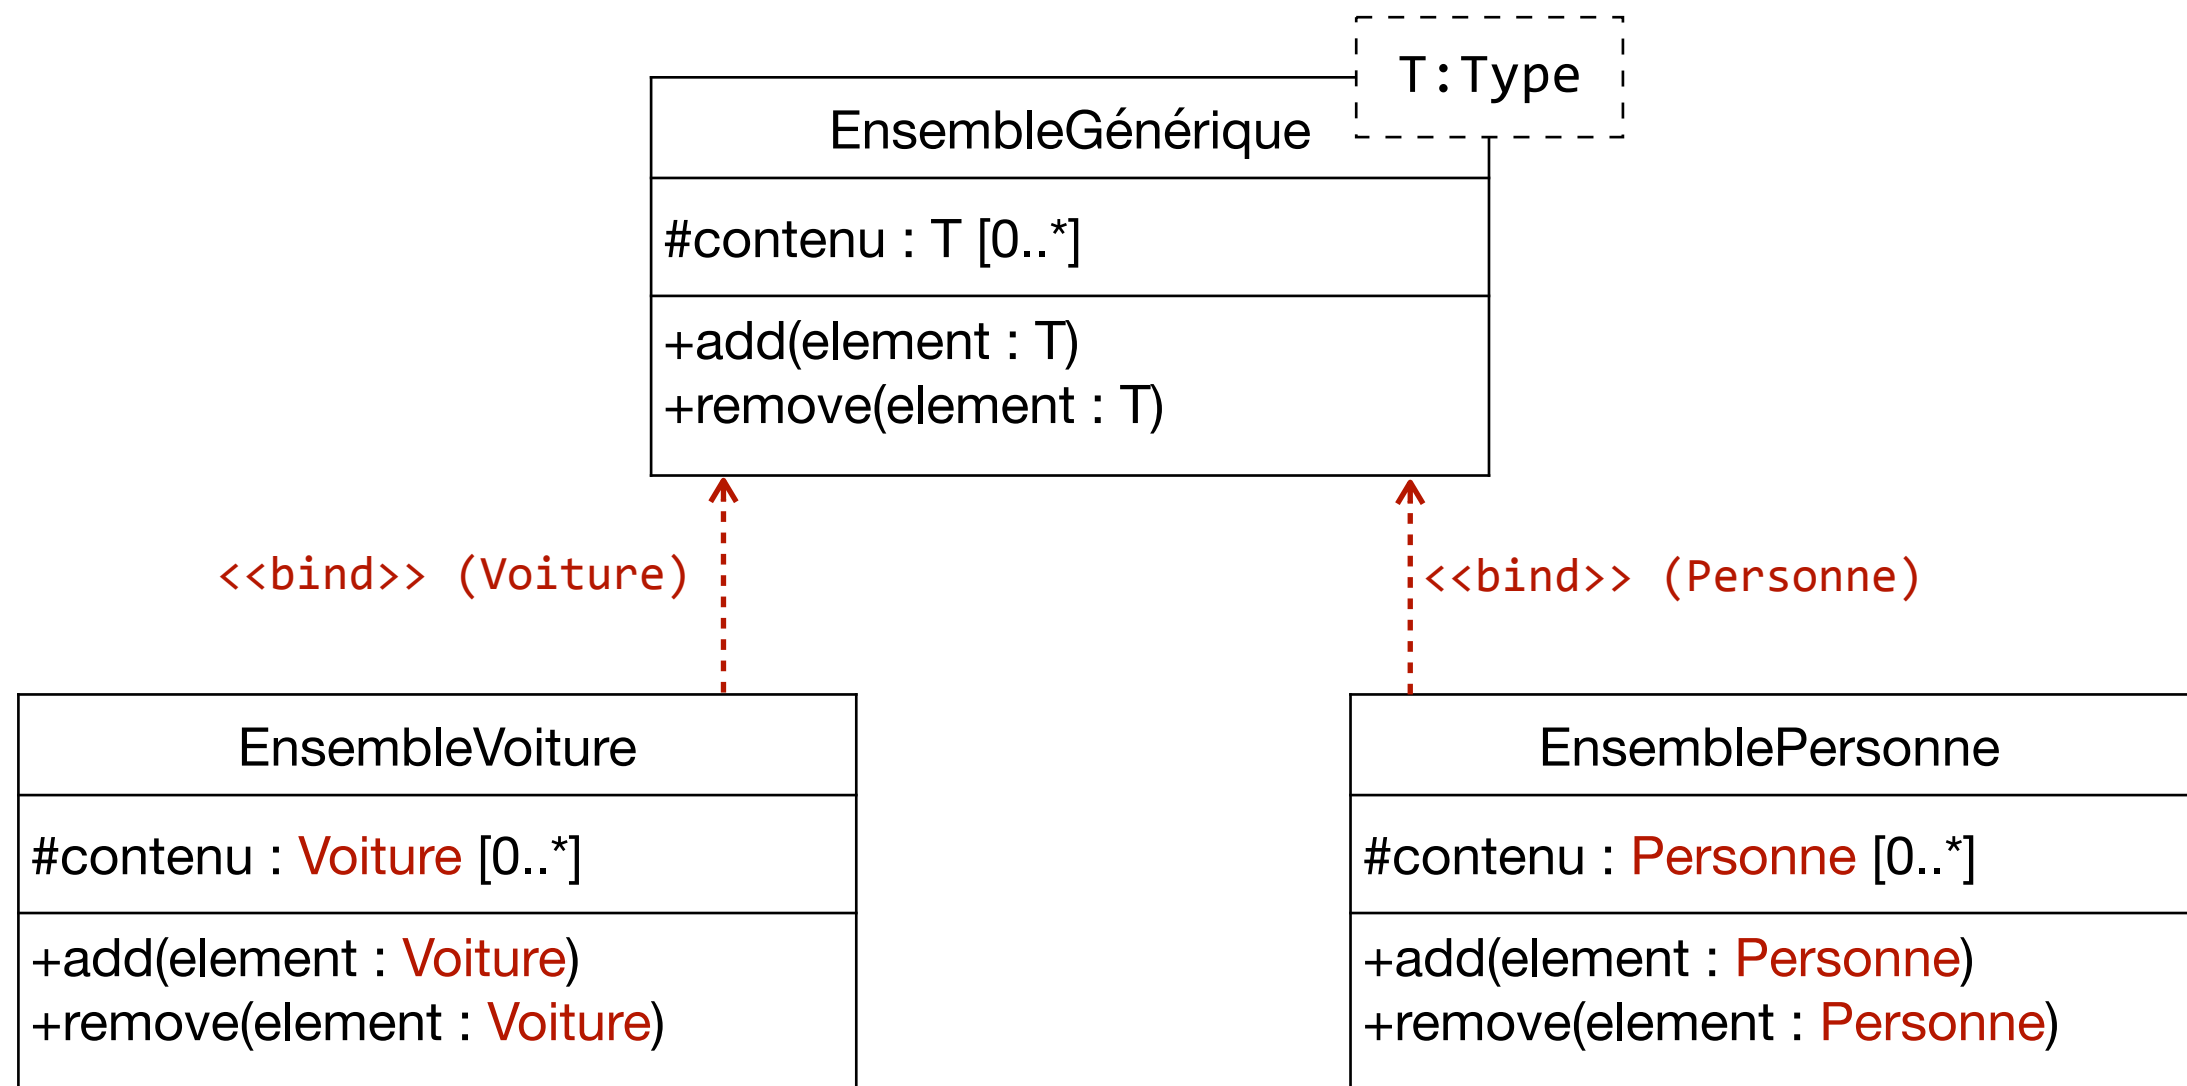 T:Type
EnsembleGénérique
#contenu : T [0..*]
+add(element : T)
+remove(element : T)
<<bind>> (Voiture)
<<bind>> (Personne)
EnsembleVoiture
#contenu : Voiture [0..*]
+add(element : Voiture)
+remove(element : Voiture)
EnsemblePersonne
#contenu : Personne [0..*]
+add(element : Personne)
+remove(element : Personne)